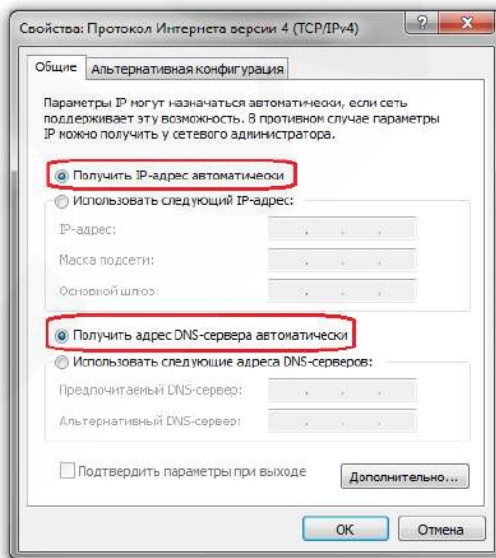 Свойства: Протокол Интернета версии 4 (TCP/IPv4)
Общие Альтернативная конфигурация
Параметры IP могут назначаться автоматически, если сеть
поддерживает эту возможность. В противном случае параметры
IP можно получить у сетевого администратора.
Получить IP-адрес автоматически
Использовать следующий IP-адрес:
IP-адрес:
Маска подсети:
Основной шлюз:
Получить адрес DNS-сервера автоматически
Использовать следующие адреса DNS-серверов:
Предпочитаемый DNS-сервер:
Альтернативный DNS-сервер:
Подтвердить параметры при выходе
Дополнительно...
ОК Отмена